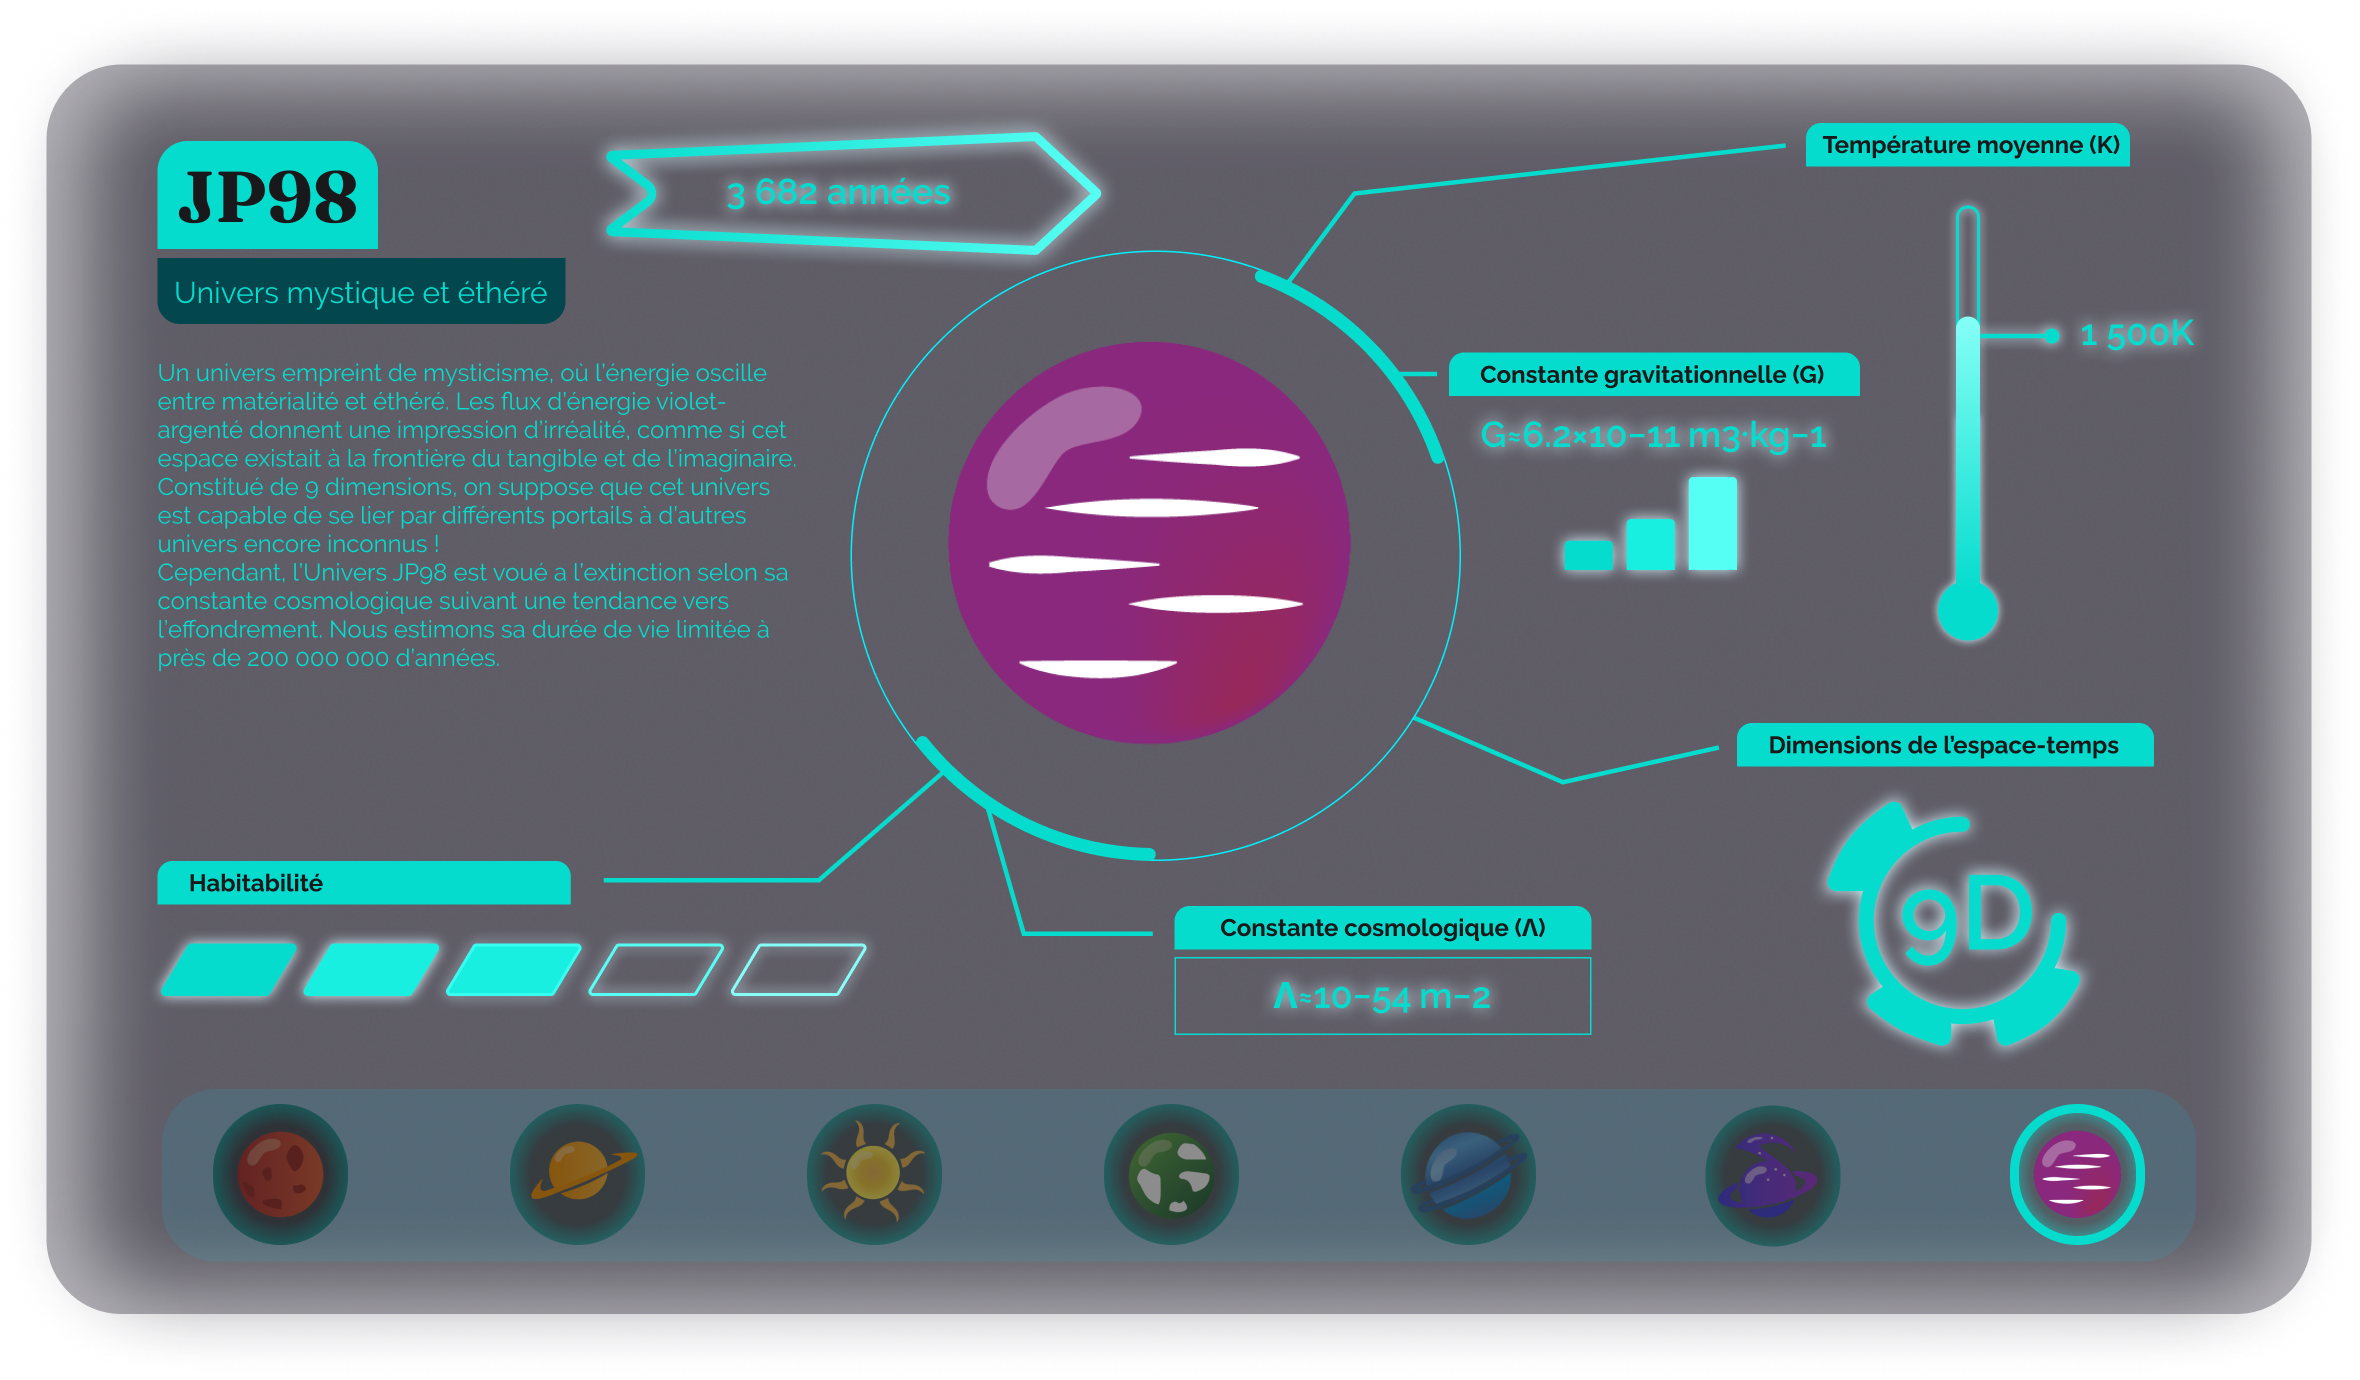 JP98
Univers mystique et éthéré
3 682 années
Un univers empreint de mysticisme, où l'énergie oscille
entre matérialité et éthéré. Les flux d'énergie violet-
argenté donnent une impression d'irréalité, comme si cet
espace existait à la frontière du tangible et de l'imaginaire.
Constitué de 9 dimensions, on suppose que cet univers
est capable de se lier par différents portails à d'autres
univers encore inconnus !
Cependant, l'Univers JP98 est voué a l'extinction selon sa
constante cosmologique suivant une tendance vers
l'effondrement. Nous estimons sa durée de vie limitée à
près de 200 000 000 d'années.
Température moyenne (K)
1 500K
Constante gravitationnelle (G)
G≈6.2×10−11 m3⋅kg−1
Dimensions de l'espace-temps
9D
Habitabilité
Constante cosmologique (Λ)
Λ≈10−54 m−2